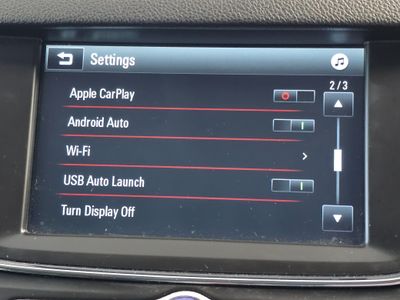 Settings
2/3
Apple CarPlay
Android Auto
Wi-Fi
USB Auto Launch
Turn Display Off